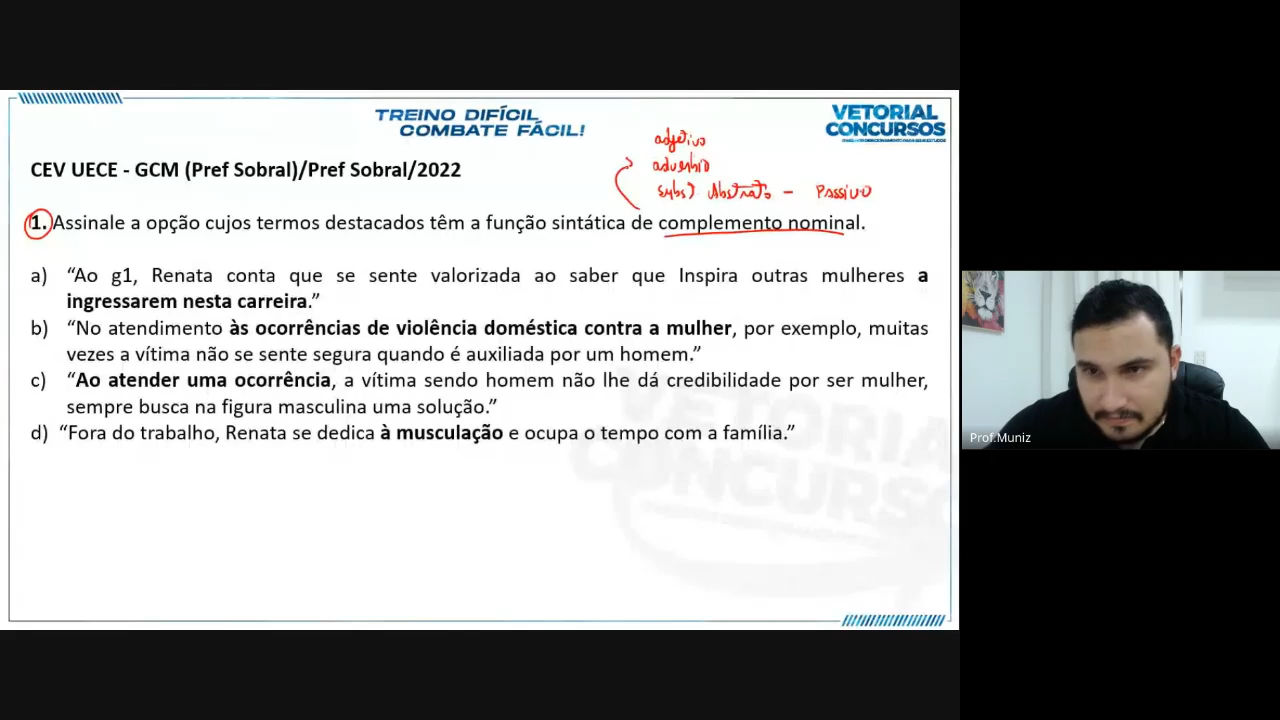 TREINO DIFÍCIL
COMBATE FÁCIL!
VETORIAL
CONCURSOS
adjetivo
advérbio
subst Abstrato - PASSIVO
CEV UECE - GCM (Pref Sobral)/Pref Sobral/2022
1. Assinale a opção cujos termos destacados têm a função sintática de complemento nominal.
a) “Ao g1, Renata conta que se sente valorizada ao saber que Inspira outras mulheres a
ingressarem nesta carreira.”
b) “No atendimento às ocorrências de violência doméstica contra a mulher, por exemplo, muitas
vezes a vítima não se sente segura quando é auxiliada por um homem.”
c) “Ao atender uma ocorrência, a vítima sendo homem não lhe dá credibilidade por ser mulher,
sempre busca na figura masculina uma solução.”
d) “Fora do trabalho, Renata se dedica à musculação e ocupa o tempo com a família.”
VETORIAL
CONCURSOS
Prof.Muniz